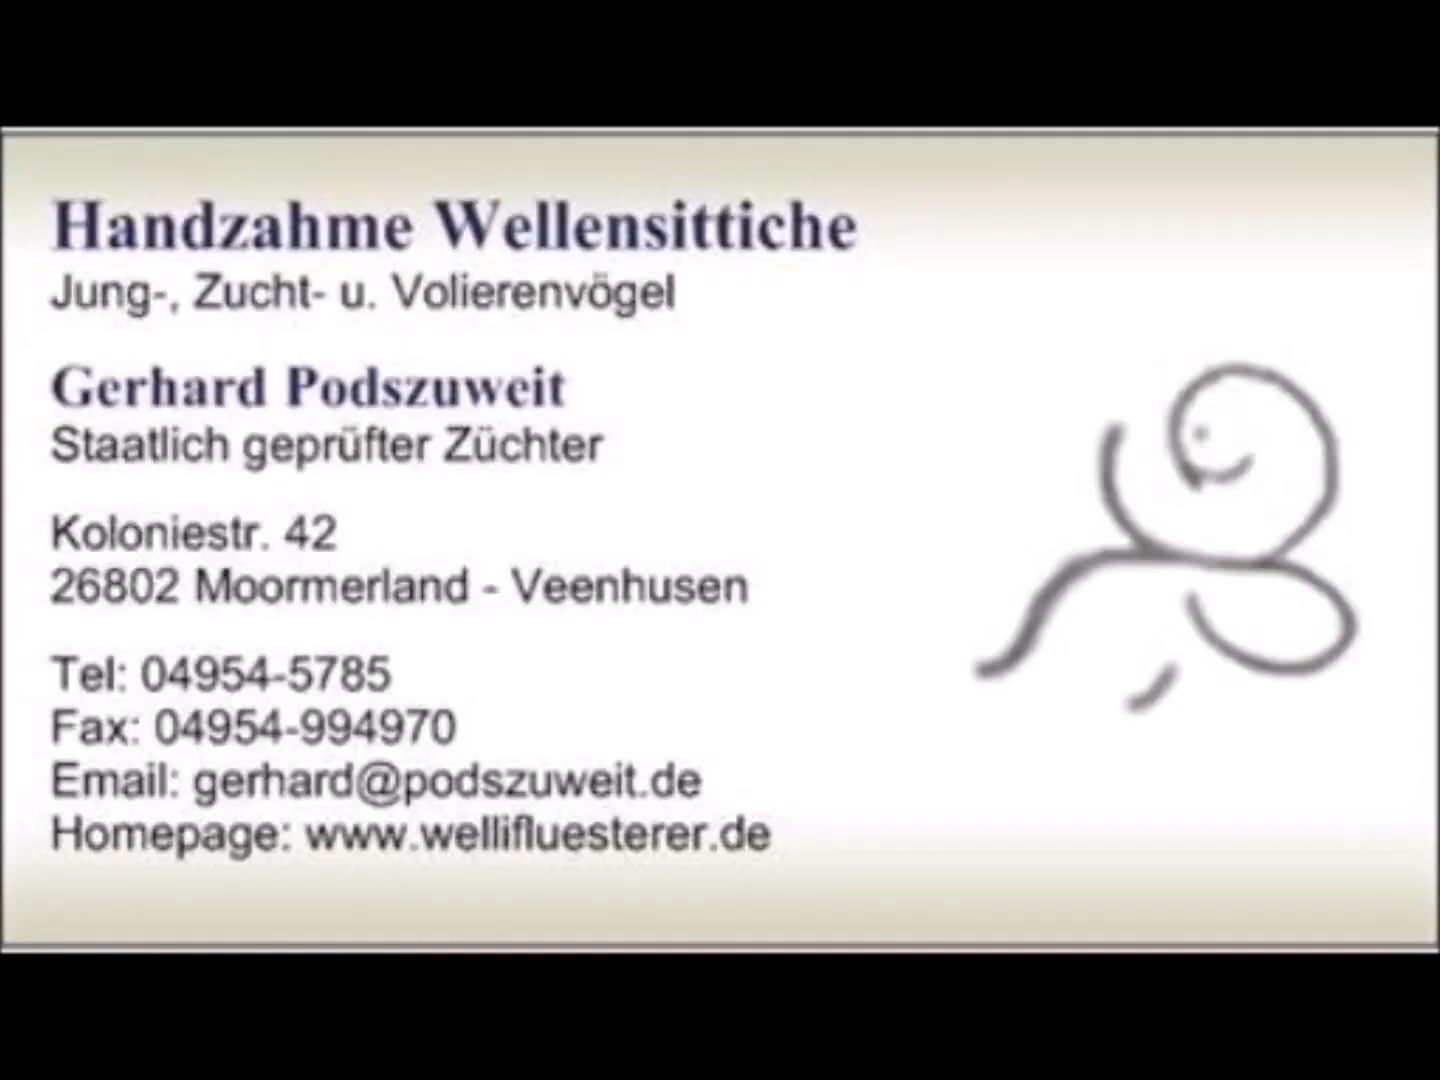 Handzahme Wellensittiche
Jung-, Zucht- u. Volierenvögel
Gerhard Podszuweit
Staatlich geprüfter Züchter
Koloniestr. 42
26802 Moormerland - Veenhusen
Tel: 04954-5785
Fax: 04954-994970
Email: gerhard@podszuweit.de
Homepage: www.wellifluesterer.de